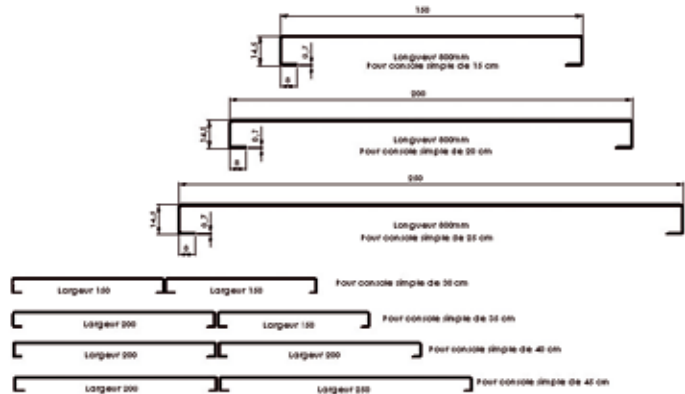 150
14,5
0,7
8
Longueur 800mm
Pour console simple de 15 cm
200
14,5
0,7
8
Longueur 800mm
Pour console simple de 20 cm
250
14,5
0,7
8
Longueur 800mm
Pour console simple de 25 cm
Largeur 150 Largeur 150 Pour console simple de 30 cm
Largeur 200 Largeur 150 Pour console simple de 35 cm
Largeur 200 Largeur 200 Pour console simple de 40 cm
Largeur 200 Largeur 250 Pour console simple de 45 cm